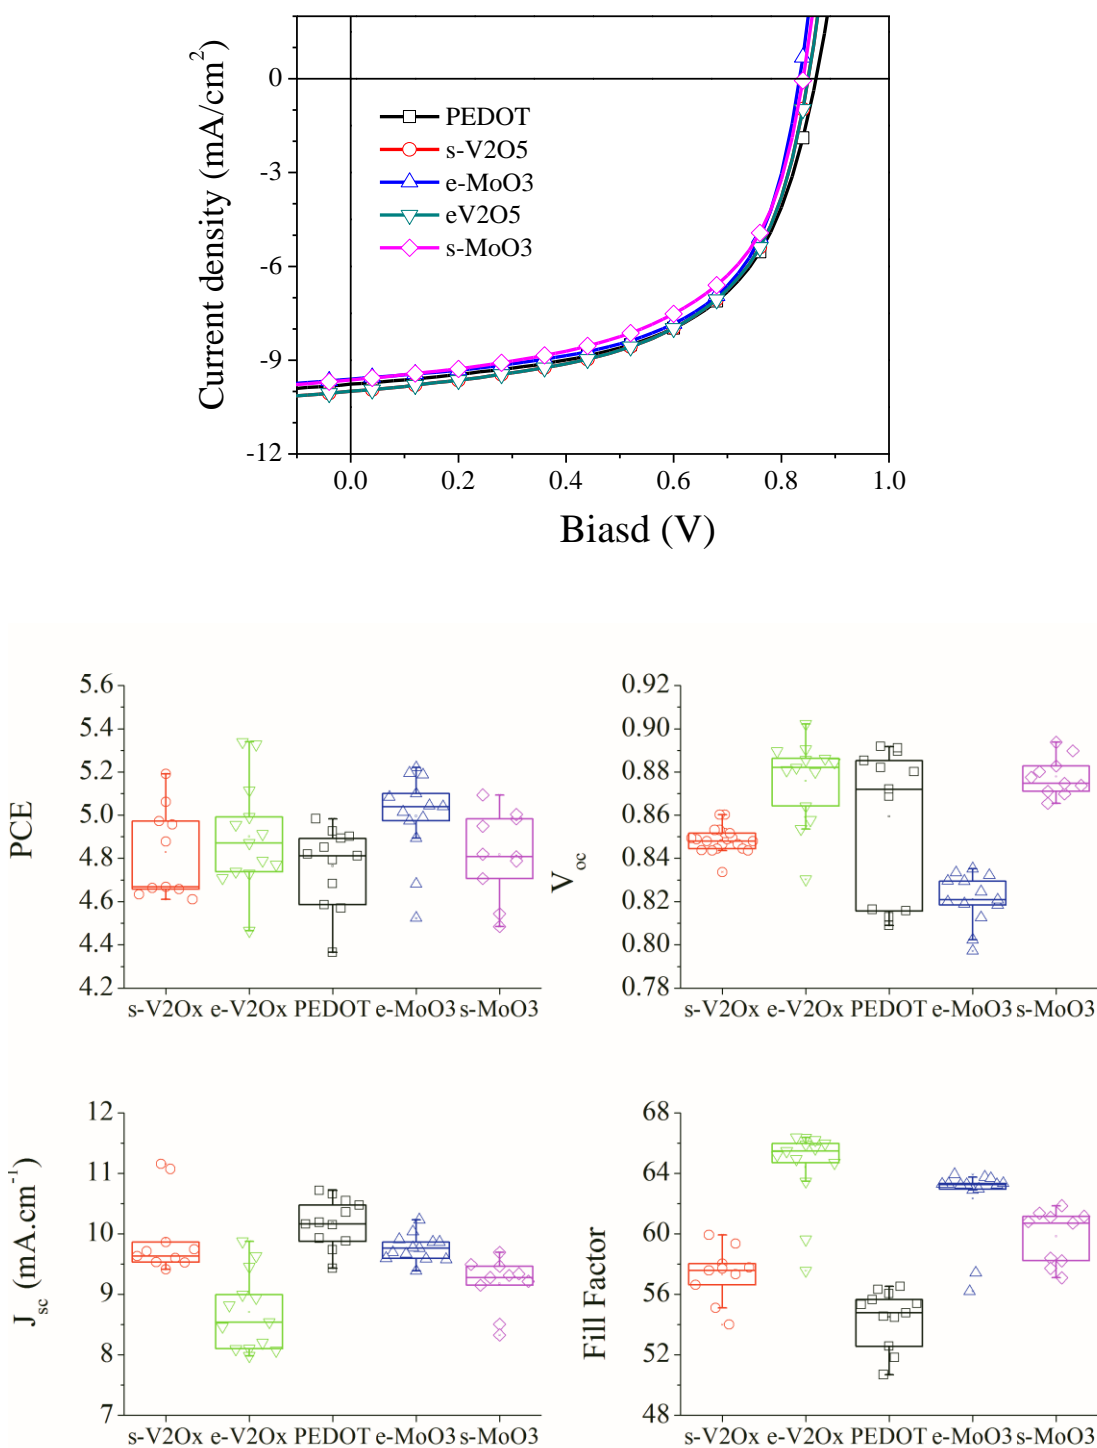 Current density (mA/cm²)
0
-3
-6
-9
-12
PEDOT
s-V2O5
e-MoO3
eV2O5
s-MoO3
0.0 0.2 0.4 0.6 0.8 1.0
Biasd (V)
PCE
5.6
5.4
5.2
5.0
4.8
4.6
4.4
4.2
s-V2Ox e-V2Ox PEDOT e-MoO3 s-MoO3
Voc
0.92
0.90
0.88
0.86
0.84
0.82
0.80
0.78
s-V2Ox e-V2Ox PEDOT e-MoO3 s-MoO3
Jsc (mA.cm⁻¹)
12
11
10
9
8
7
s-V2Ox e-V2Ox PEDOT e-MoO3 s-MoO3
Fill Factor
68
64
60
56
52
48
s-V2Ox e-V2Ox PEDOT e-MoO3 s-MoO3